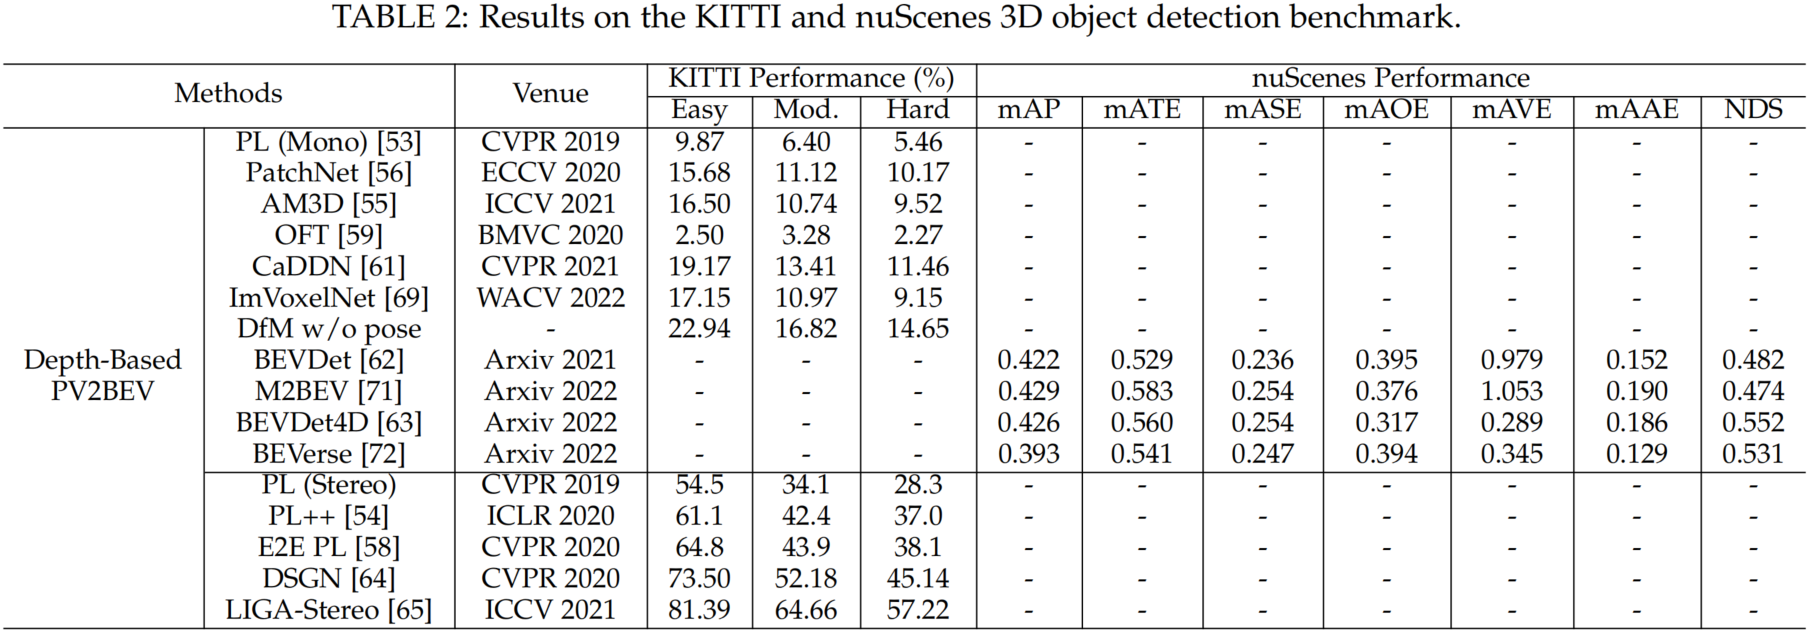 TABLE 2: Results on the KITTI and nuScenes 3D object detection benchmark.
Methods Venue KITTI Performance (%) nuScenes Performance
Easy Mod. Hard mAP mATE mASE mAOE mAVE mAAE NDS
Depth-Based
PV2BEV
PL (Mono) [53] CVPR 2019 9.87 6.40 5.46 - - - - - - -
PatchNet [56] ECCV 2020 15.68 11.12 10.17 - - - - - - -
AM3D [55] ICCV 2021 16.50 10.74 9.52 - - - - - - -
OFT [59] BMVC 2020 2.50 3.28 2.27 - - - - - - -
CaDDN [61] CVPR 2021 19.17 13.41 11.46 - - - - - - -
ImVoxelNet [69] WACV 2022 17.15 10.97 9.15 - - - - - - -
DfM w/o pose - 22.94 16.82 14.65 - - - - - - -
BEVDet [62] Arxiv 2021 - - - 0.422 0.529 0.236 0.395 0.979 0.152 0.482
M2BEV [71] Arxiv 2022 - - - 0.429 0.583 0.254 0.376 1.053 0.190 0.474
BEVDet4D [63] Arxiv 2022 - - - 0.426 0.560 0.254 0.317 0.289 0.186 0.552
BEVerse [72] Arxiv 2022 - - - 0.393 0.541 0.247 0.394 0.345 0.129 0.531
PL (Stereo) CVPR 2019 54.5 34.1 28.3 - - - - - - -
PL++ [54] ICLR 2020 61.1 42.4 37.0 - - - - - - -
E2E PL [58] CVPR 2020 64.8 43.9 38.1 - - - - - - -
DSGN [64] CVPR 2020 73.50 52.18 45.14 - - - - - - -
LIGA-Stereo [65] ICCV 2021 81.39 64.66 57.22 - - - - - - -